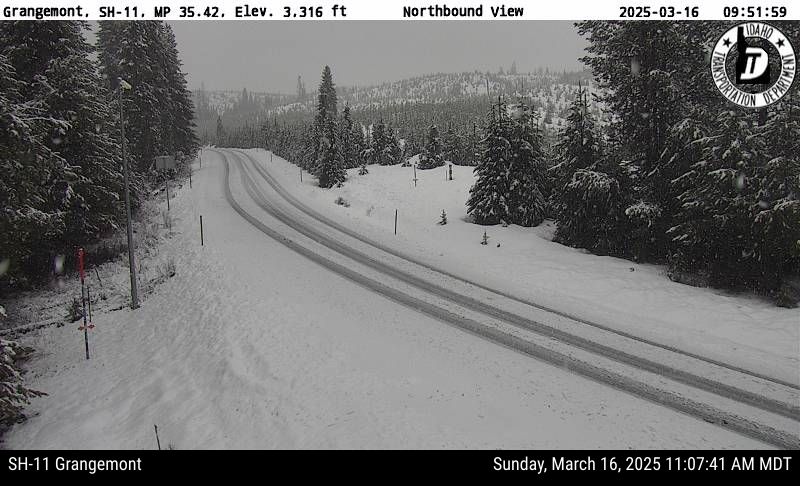 Grangemont, SH-11, MP 35.42, Elev. 3,316 ft Northbound View 2025-03-16 09:51:59
IDAHO
TRANSPORTATION DEPARTMENT
SH-11 Grangemont Sunday, March 16, 2025 11:07:41 AM MDT